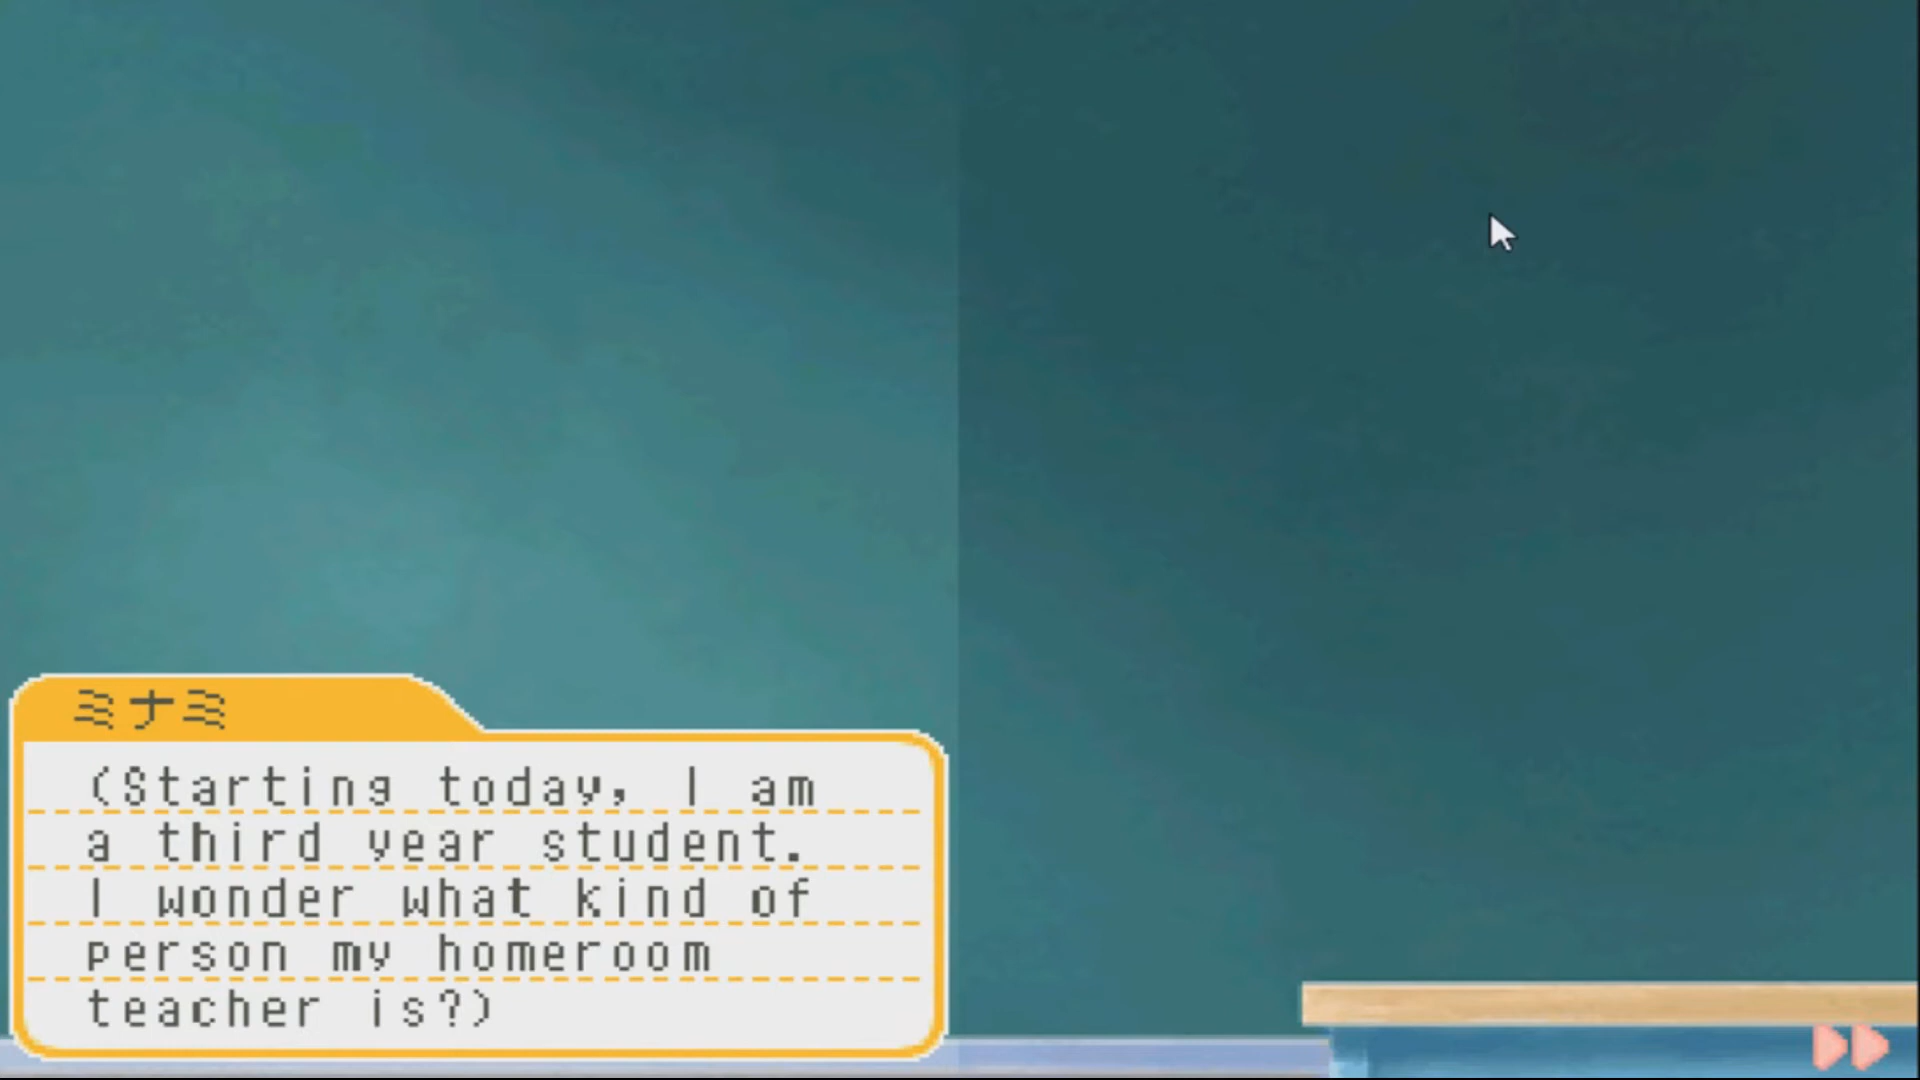 ミナミ
(Starting today, I am
a third year student.
I wonder what kind of
person my homeroom
teacher is?)